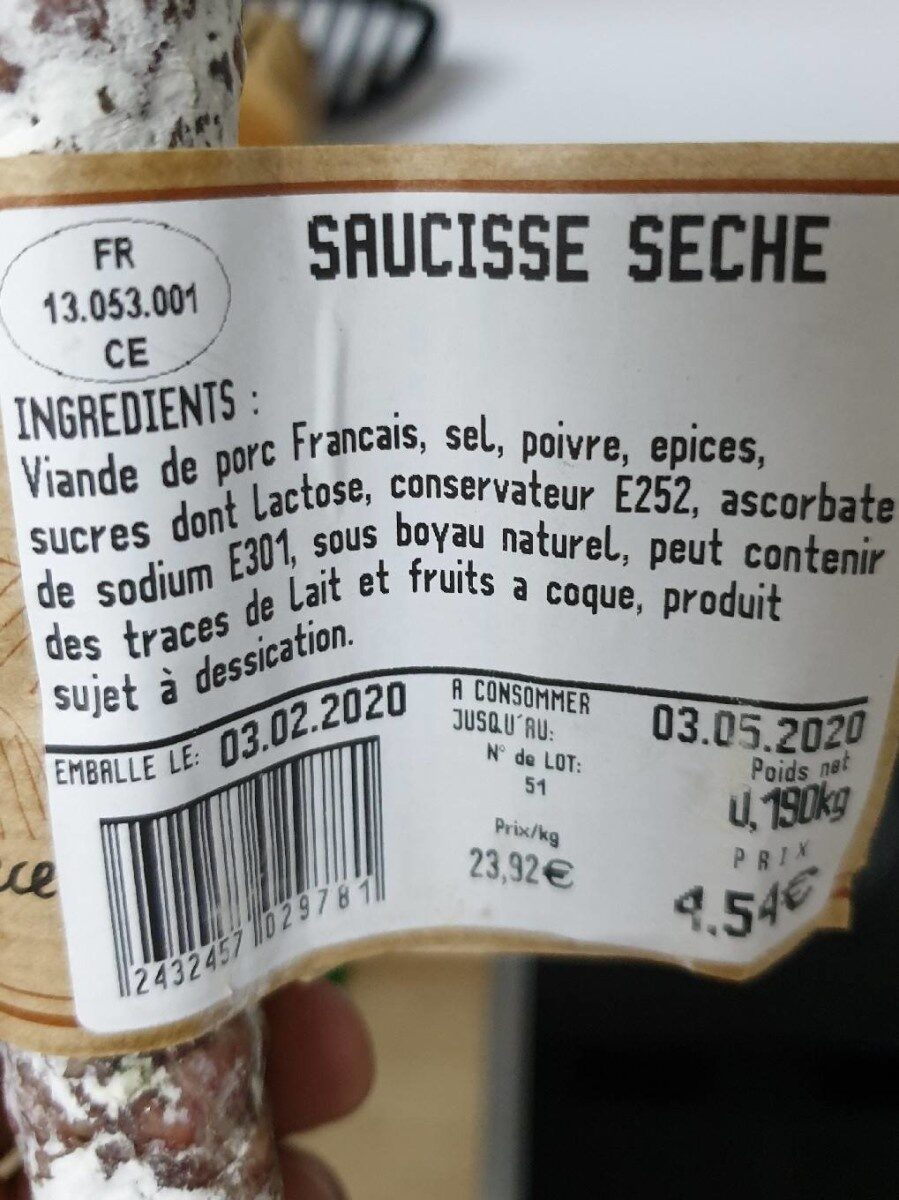 FR
13.053.001
CE
SAUCISSE SECHE
INGREDIENTS :
Viande de porc Francais, sel, poivre, epices,
sucres dont Lactose, conservateur E252, ascorbate
de sodium E301, sous boyau naturel, peut contenir
des traces de Lait et fruits a coque, produit
sujet à dessication.
EMBALLE LE: 03.02.2020
A CONSOMMER
JUSQU'AU:
03.05.2020
N° de LOT:
51
Poids net
0,190kg
Prix/kg
23,92€
PRIX
4.54€
2432457 029781